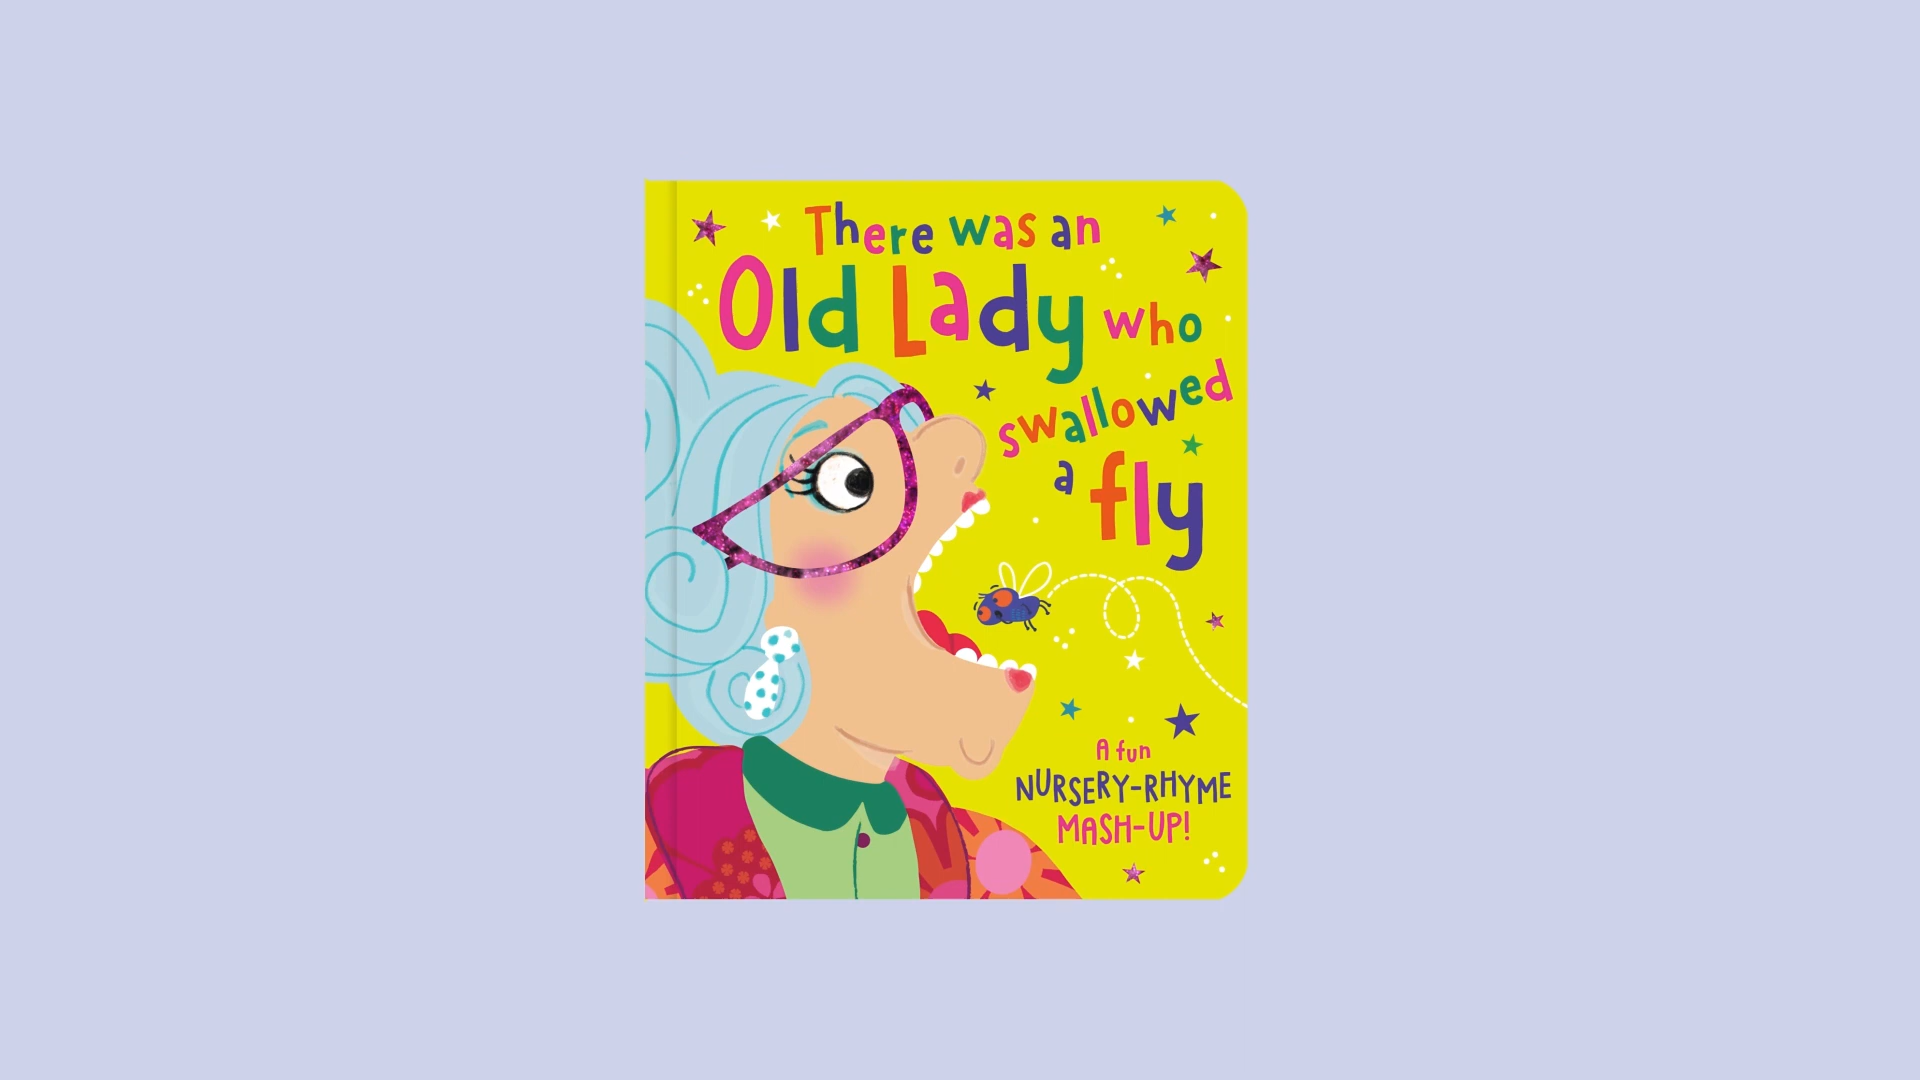 There was an
Old Lady who
swallowed
a fly
A fun
NURSERY-RHYME
MASH-UP!